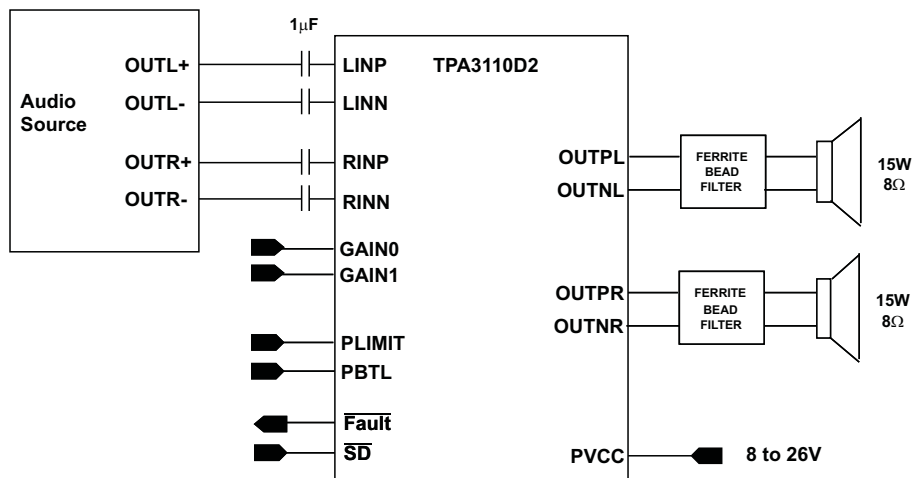 1μF
Audio
Source
OUTL+
OUTL-
OUTR+
OUTR-
LINP
LINN
RINP
RINN
GAIN0
GAIN1
PLIMIT
PBTL
Fault
SD
TPA3110D2
OUTPL
OUTNL
OUTPR
OUTNR
PVCC
FERRITE
BEAD
FILTER
15W
8Ω
FERRITE
BEAD
FILTER
15W
8Ω
8 to 26V